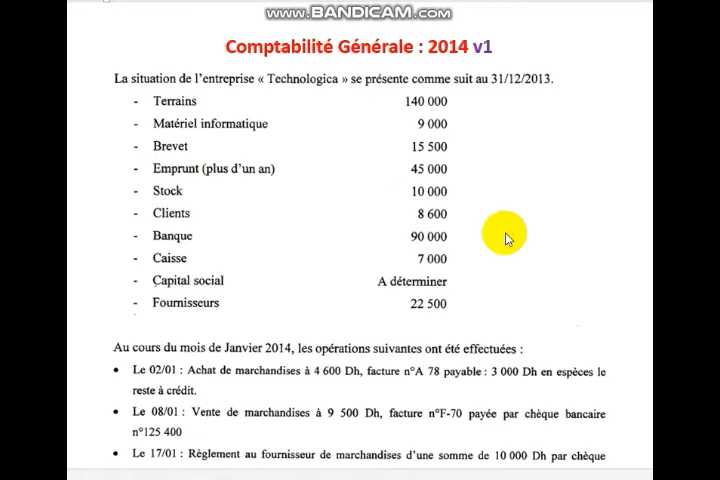 www.BANDICAM.com
Comptabilité Générale : 2014 v1
La situation de l'entreprise « Technologica » se présente comme suit au 31/12/2013.
- Terrains 140 000
- Matériel informatique 9 000
- Brevet 15 500
- Emprunt (plus d'un an) 45 000
- Stock 10 000
- Clients 8 600
- Banque 90 000
- Caisse 7 000
- Capital social A déterminer
- Fournisseurs 22 500
Au cours du mois de Janvier 2014, les opérations suivantes ont été effectuées :
• Le 02/01 : Achat de marchandises à 4 600 Dh, facture n°A 78 payable : 3 000 Dh en espèces le
reste à crédit.
• Le 08/01 : Vente de marchandises à 9 500 Dh, facture n°F-70 payée par chèque bancaire
n°125 400
• Le 17/01 : Règlement au fournisseur de marchandises d'une somme de 10 000 Dh par chèque